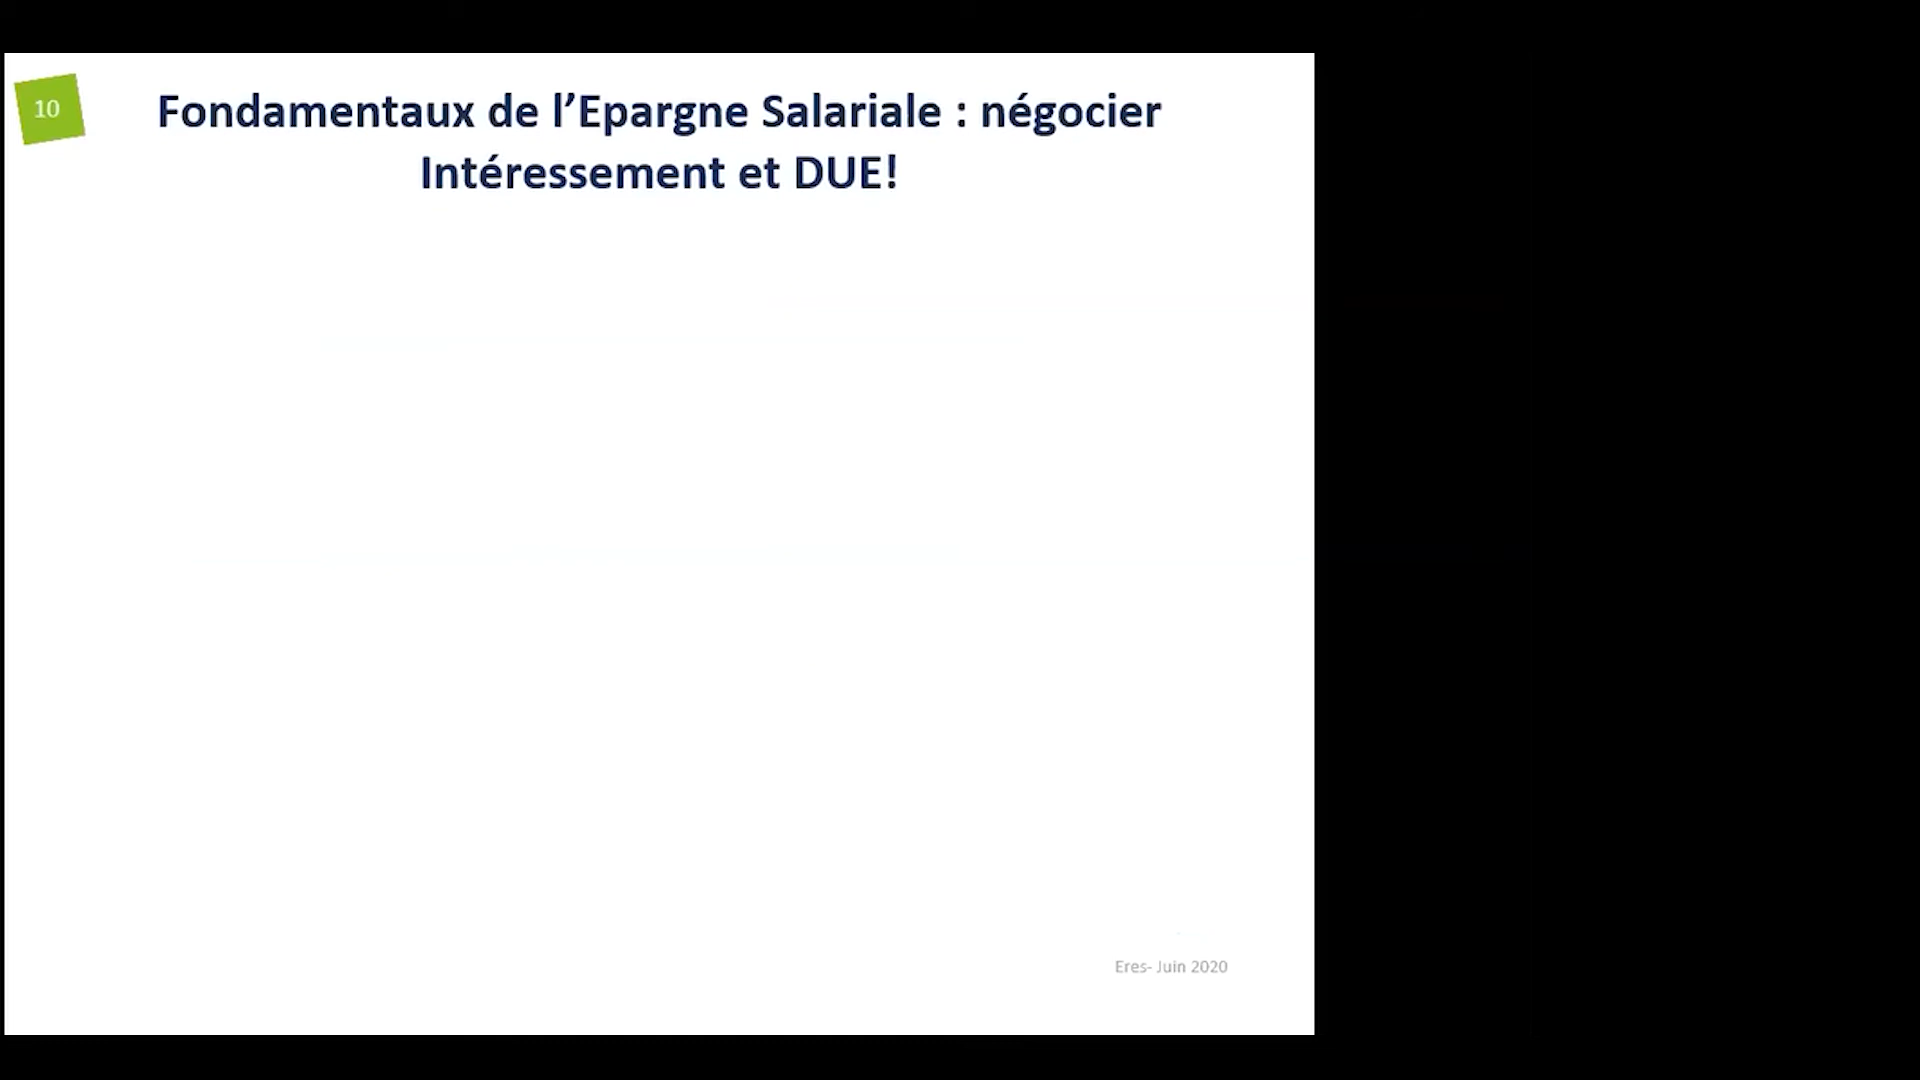 10
Fondamentaux de l’Epargne Salariale : négocier
Intéressement et DUE!
Eres- Juin 2020